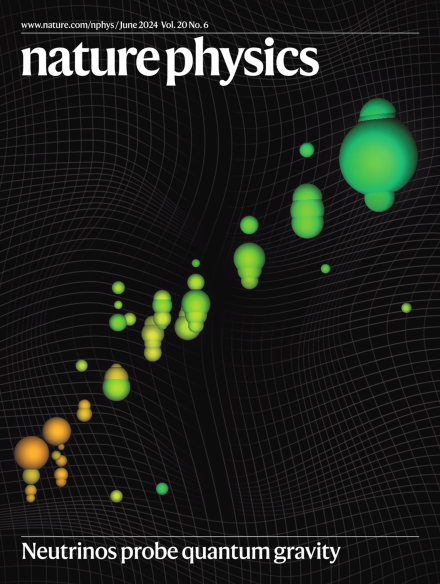 www.nature.com/nphys / June 2024 Vol. 20 No. 6
nature physics
Neutrinos probe quantum gravity